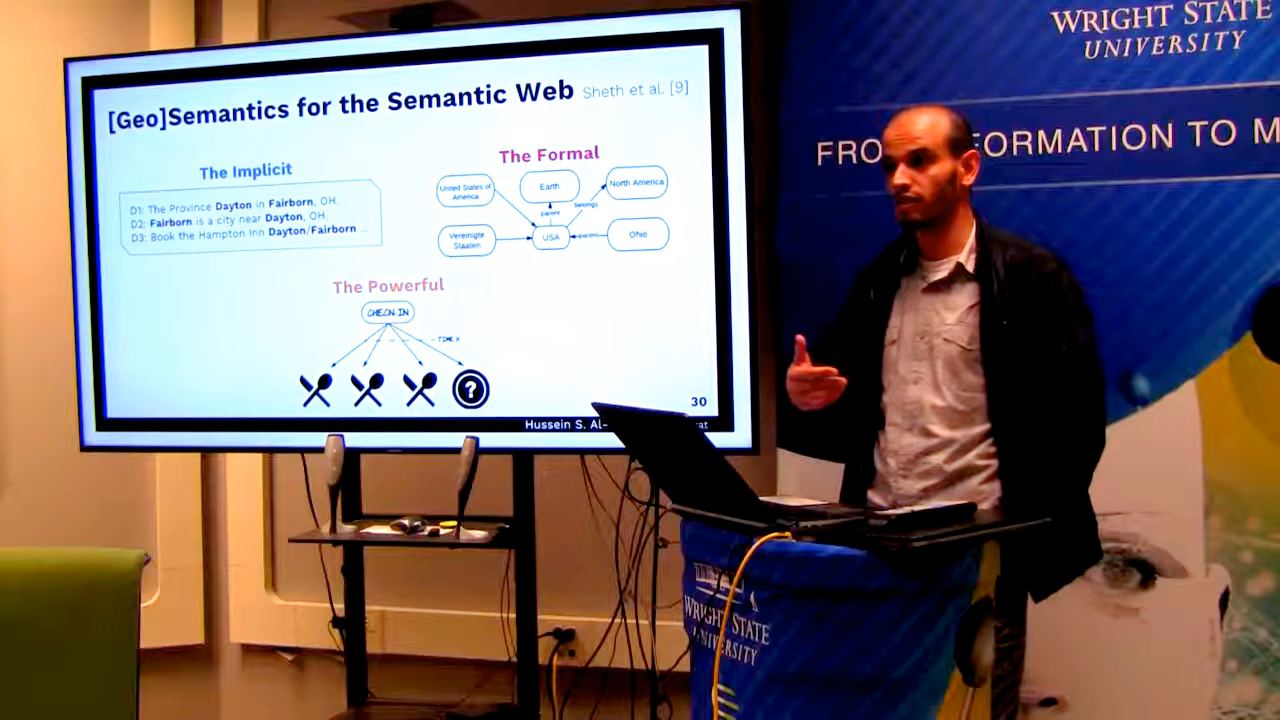 [Geo]Semantics for the Semantic Web Sheth et al. [9]
The Implicit
D1: The Province Dayton in Fairborn, OH.
D2: Fairborn is a city near Dayton, OH.
D3: Book the Hampton Inn Dayton/Fairborn ...
The Formal
United States of
America
Earth
North America
parent
belongs
Vereinigte
Staaten
USA
parent
Ohio
The Powerful
CHECK-IN
TIME X
?
30
Hussein S. Al-
WRIGHT STATE
UNIVERSITY
FRO FORMATION TO M
WRIGHT STATE
UNIVERSITY